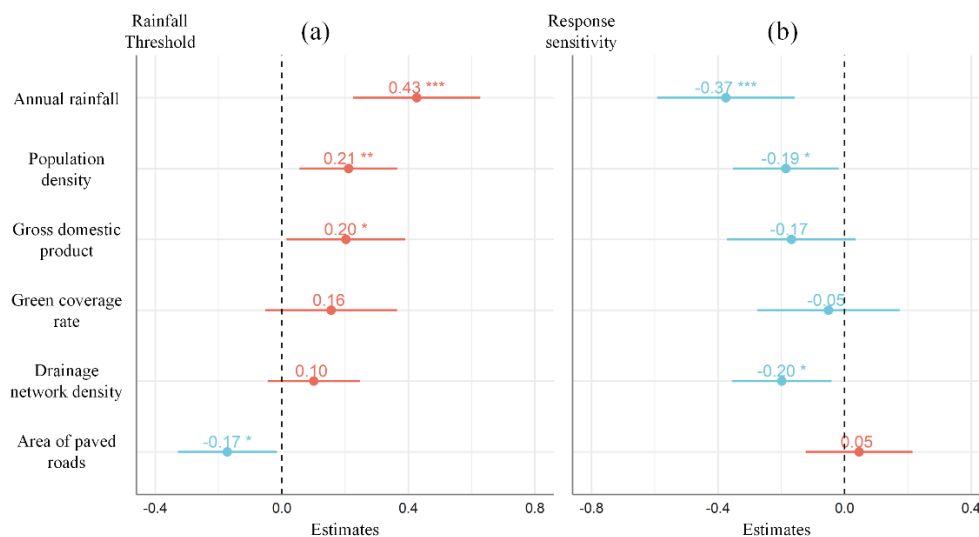 Rainfall
Threshold
(a)
Response
sensitivity
(b)
Annual rainfall
0.43 ***
-0.37 ***
Population
density
0.21 **
-0.19 *
Gross domestic
product
0.20 *
-0.17
Green coverage
rate
0.16
-0.05
Drainage
network density
0.10
-0.20 *
Area of paved
roads
-0.17 *
0.05
-0.4 0.0 0.4 0.8
-0.8 -0.4 0.0 0.4
Estimates
Estimates